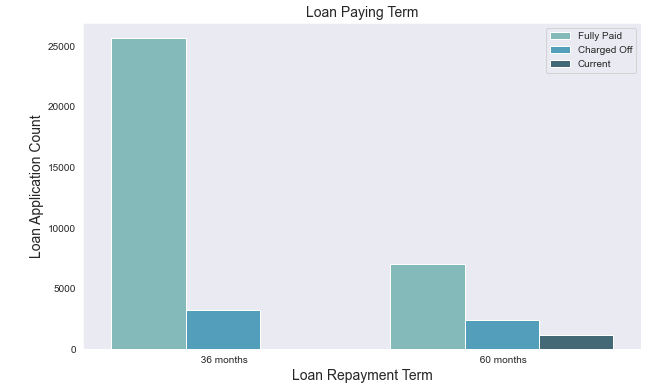 Loan Paying Term
Fully Paid
Charged Off
Current
Loan Application Count
25000
20000
15000
10000
5000
0
36 months
60 months
Loan Repayment Term